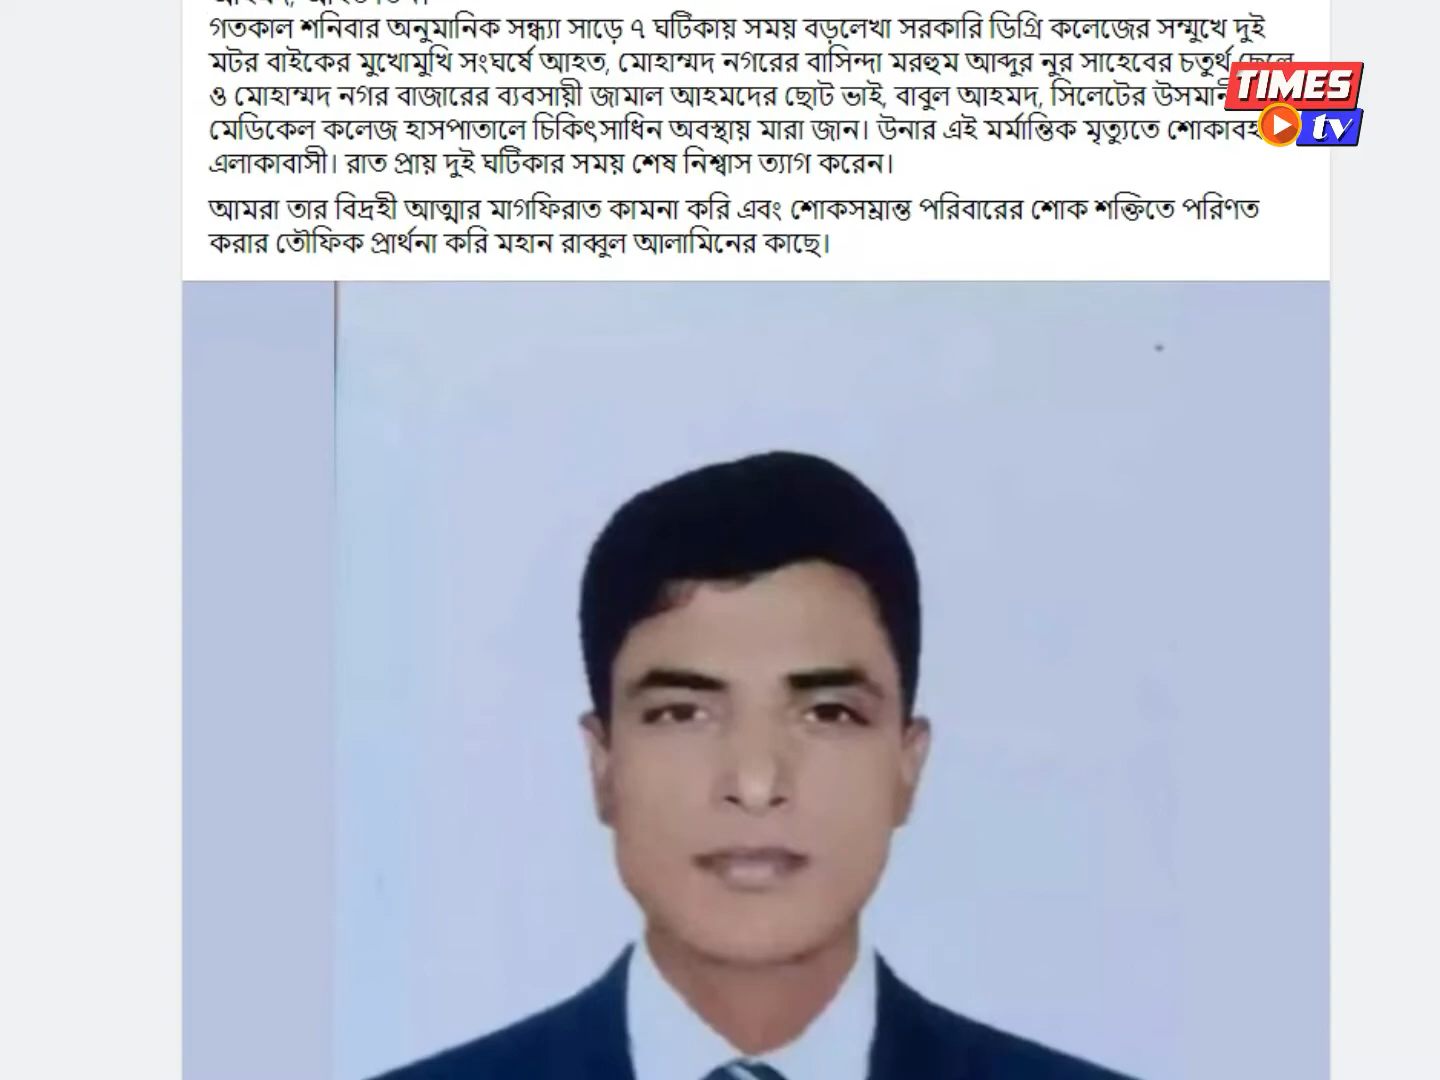 গতকাল শনিবার অনুমানিক সন্ধ্যা সাড়ে ৭ ঘটিকায় সময় বড়লেখা সরকারি ডিগ্রি কলেজের সম্মুখে দুই
মটর বাইকের মুখোমুখি সংঘর্ষে আহত, মোহাম্মদ নগরের বাসিন্দা মরহুম আব্দুর নুর সাহেবের চতুর্থ ছেলে
ও মোহাম্মদ নগর বাজারের ব্যবসায়ী জামাল আহমদের ছোট ভাই, বাবুল আহমদ, সিলেটের
মেডিকেল কলেজ হাসপাতালে চিকিৎসাধিন অবস্থায় মারা জান। উনার এই মর্মান্তিক মৃত্যুতে
এলাকাবাসী। রাত প্রায় দুই ঘটিকার সময় শেষ নিশ্বাস ত্যাগ করেন।
আমরা তার বিদ্রহী আত্মার মাগফিরাত কামনা করি এবং শোকসম্রান্ত পরিবারের শোক শক্তিতে পরিণত
করার তৌফিক প্রার্থনা করি মহান রাব্বুল আলামিনের কাছে।
TIMES
tv